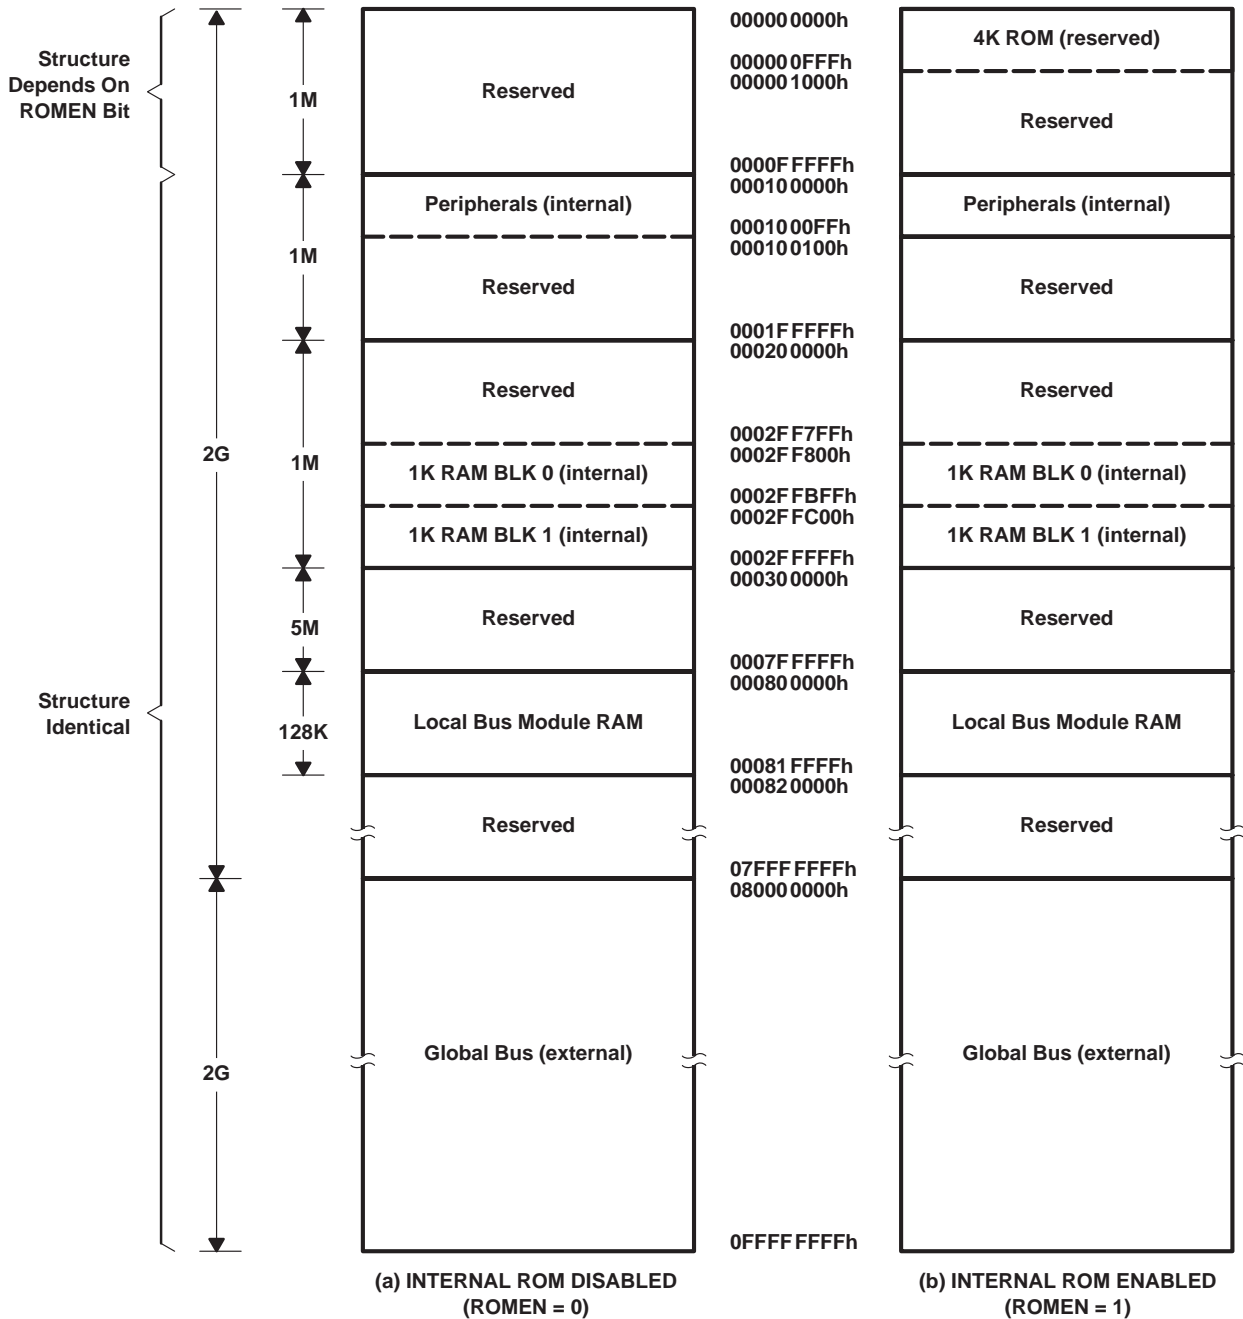 Structure
Depends On
ROMEN Bit
Structure
Identical
2G
2G
1M
1M
1M
5M
128K
Reserved
Peripherals (internal)
Reserved
Reserved
1K RAM BLK 0 (internal)
1K RAM BLK 1 (internal)
Reserved
Local Bus Module RAM
Reserved
Global Bus (external)
(a) INTERNAL ROM DISABLED
(ROMEN = 0)
00000 0000h
00000 0FFFh
00000 1000h
0000F FFFFh
00010 0000h
00010 00FFh
00010 0100h
0001F FFFFh
00020 0000h
0002F F7FFh
0002F F800h
0002F FBFFh
0002F FC00h
0002F FFFFh
00030 0000h
0007F FFFFh
00080 0000h
00081 FFFFh
00082 0000h
07FFF FFFFh
08000 0000h
0FFFF FFFFh
4K ROM (reserved)
Reserved
Peripherals (internal)
Reserved
Reserved
1K RAM BLK 0 (internal)
1K RAM BLK 1 (internal)
Reserved
Local Bus Module RAM
Reserved
Global Bus (external)
(b) INTERNAL ROM ENABLED
(ROMEN = 1)